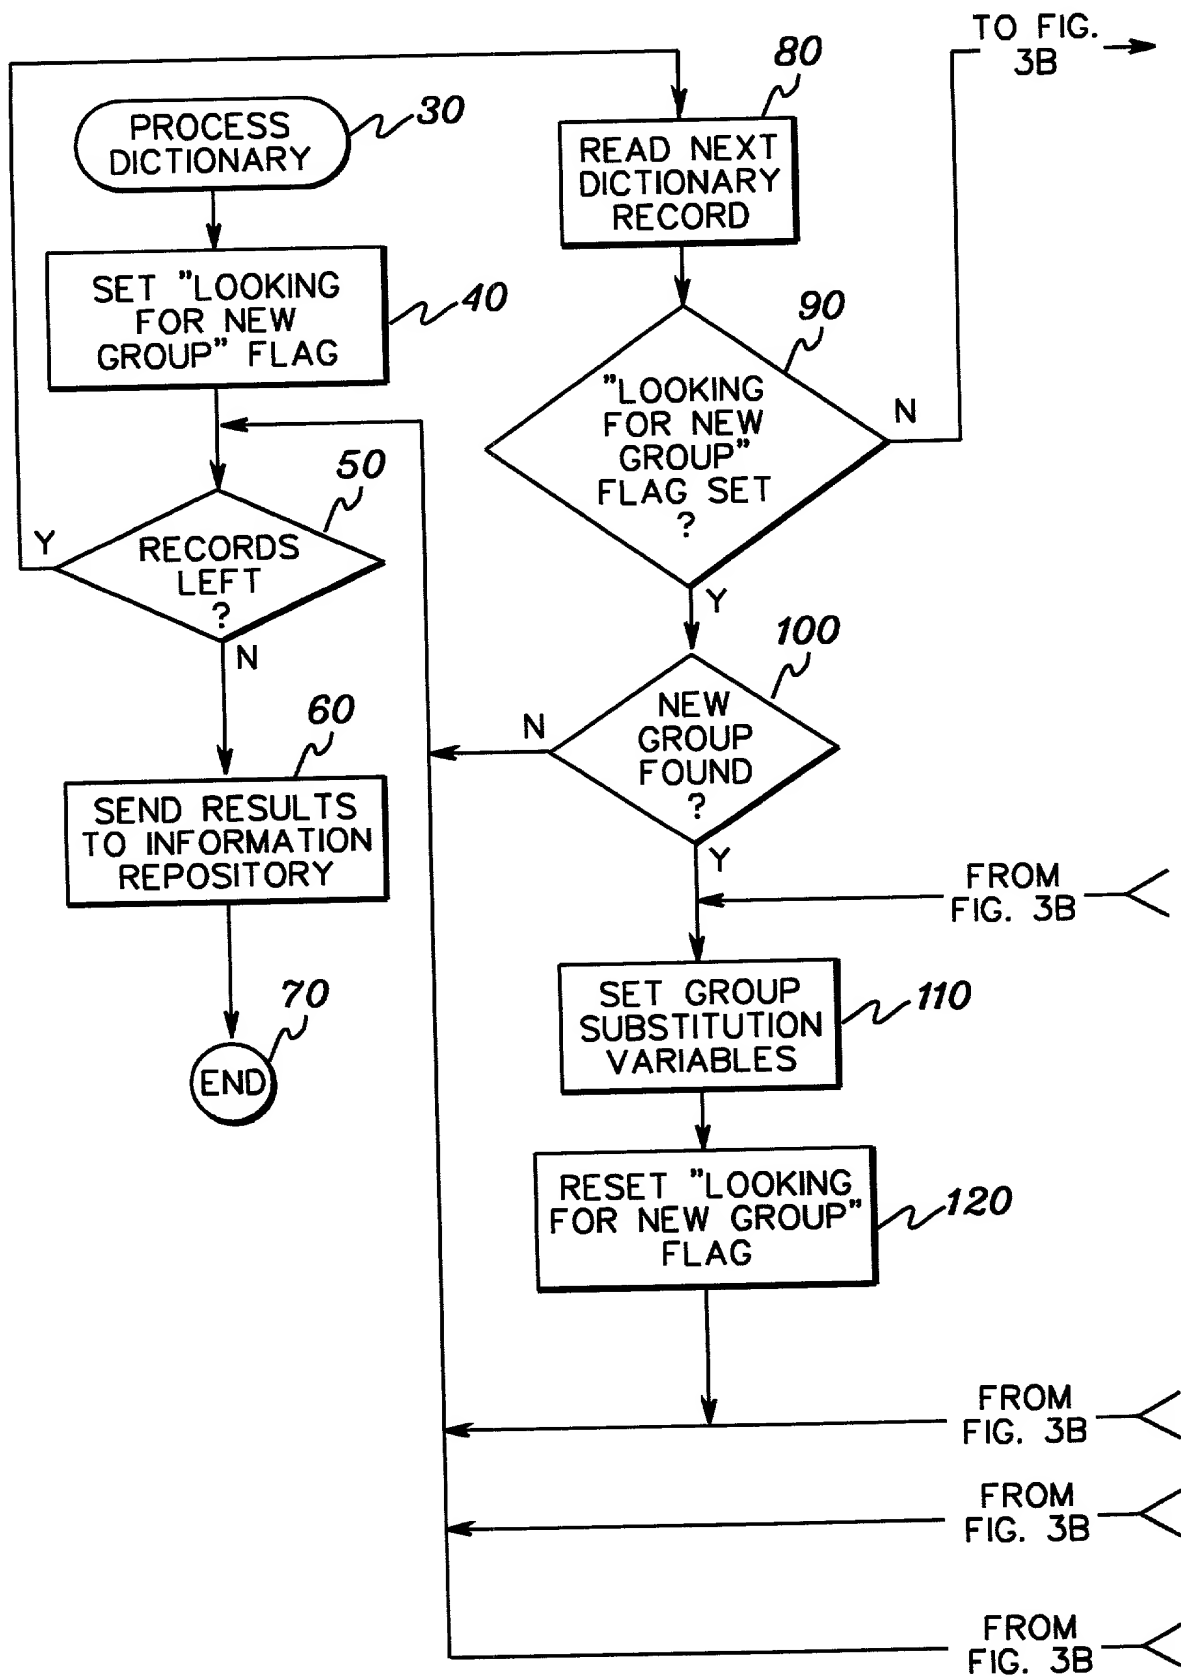 TO FIG.
3B
80
30
PROCESS
DICTIONARY
READ NEXT
DICTIONARY
RECORD
SET "LOOKING
FOR NEW
GROUP" FLAG
40
90
"LOOKING
FOR NEW
GROUP"
FLAG SET
?
N
Y
50
RECORDS
LEFT
?
Y
N
100
NEW
GROUP
FOUND
?
N
Y
60
SEND RESULTS
TO INFORMATION
REPOSITORY
FROM
FIG. 3B
70
END
SET GROUP
SUBSTITUTION
VARIABLES
110
RESET "LOOKING
FOR NEW GROUP"
FLAG
120
FROM
FIG. 3B
FROM
FIG. 3B
FROM
FIG. 3B